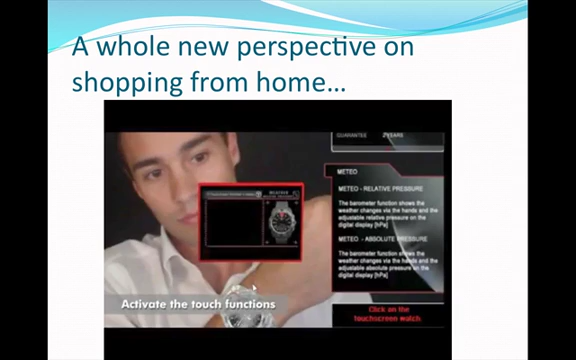 A whole new perspective on
shopping from home…
GUARANTEE 2 YEARS
METEO
METEO - RELATIVE PRESSURE
The barometer function shows the
weather changes via the hands and the
adjustable relative pressure on the
digital display [hPa]
METEO - ABSOLUTE PRESSURE
The barometer function shows the
weather changes via the hands and the
adjustable absolute pressure on the
digital display [hPa]
Activate the touch functions
Click on the
touchscreen watch